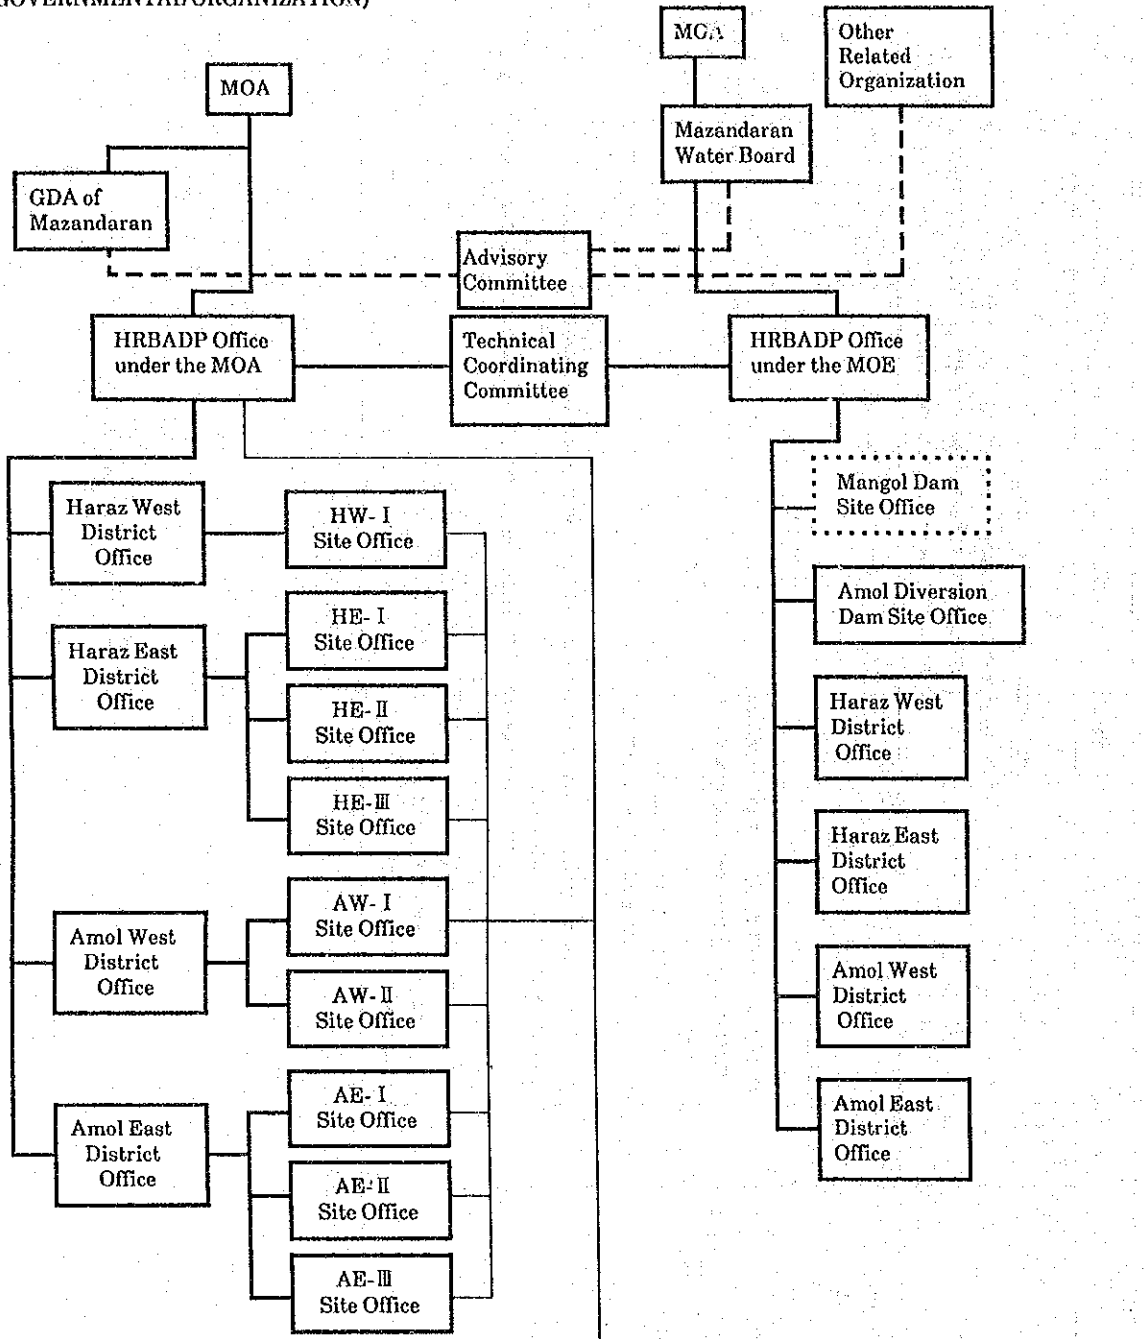 GOVERNMENTAL ORGANIZATION)
MOA
GDA of
Mazandaran
MOA
Other
Related
Organization
Mazandaran
Water Board
Advisory
Committee
HRBADP Office
under the MOA
Technical
Coordinating
Committee
HRBADP Office
under the MOE
Haraz West
District
Office
HW- I
Site Office
Haraz East
District
Office
HE- I
Site Office
HE- II
Site Office
HE- III
Site Office
Amol West
District
Office
AW- I
Site Office
AW- II
Site Office
Amol East
District
Office
AE- I
Site Office
AE- II
Site Office
AE- III
Site Office
Mangol Dam
Site Office
Amol Diversion
Dam Site Office
Haraz West
District
Office
Haraz East
District
Office
Amol West
District
Office
Amol East
District
Office